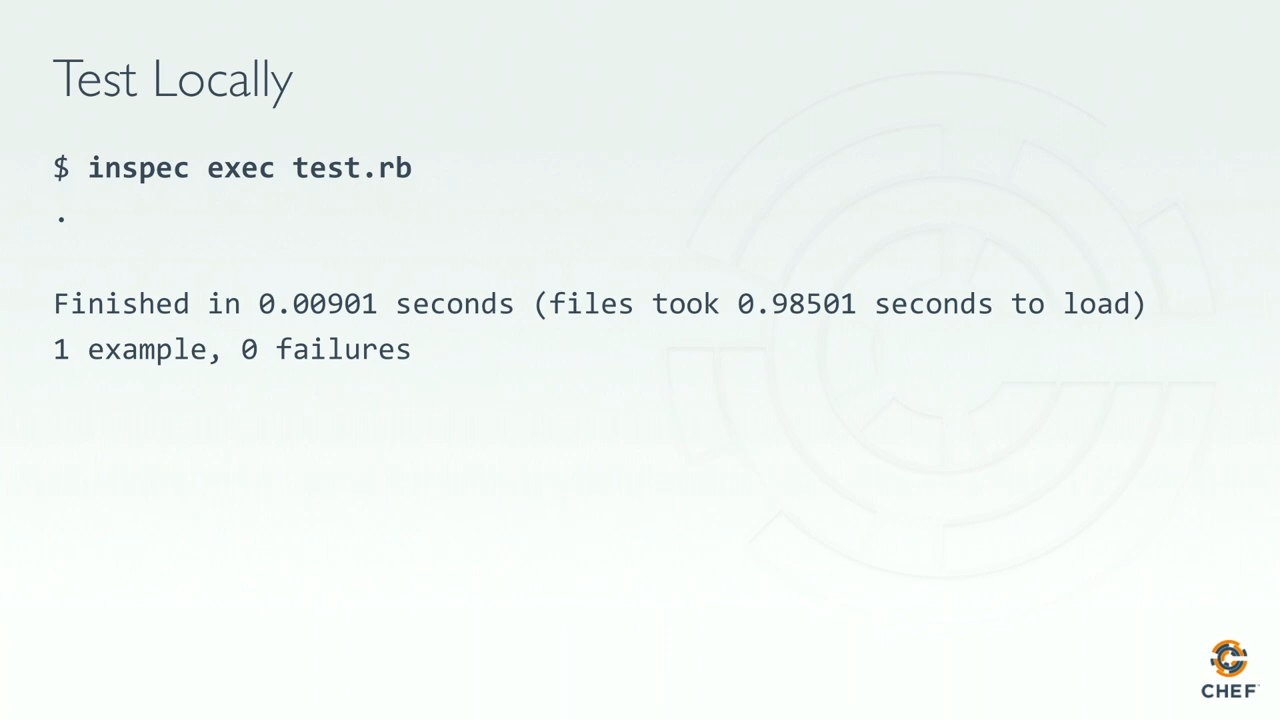 Test Locally
$ inspec exec test.rb
.
Finished in 0.00901 seconds (files took 0.98501 seconds to load)
1 example, 0 failures
CHEF